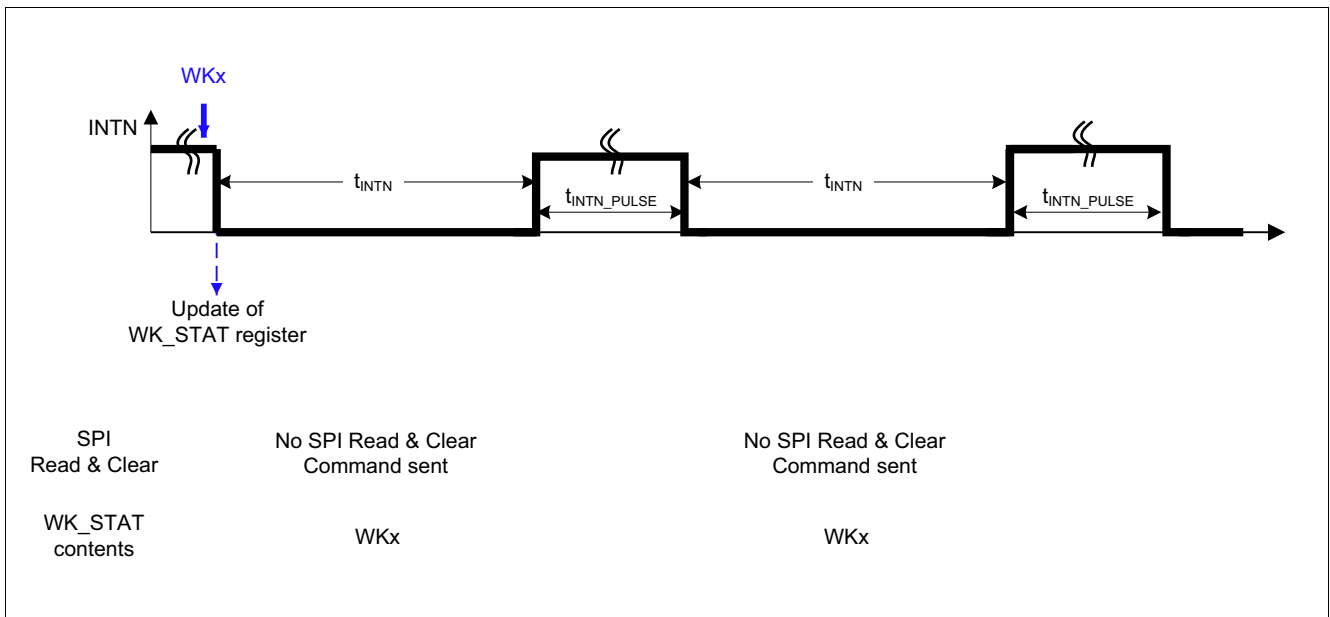 WKx
INTN
tINTN
tINTN
tINTN_PULSE
tINTN_PULSE
Update of
WK_STAT register
SPI
Read & Clear
No SPI Read & Clear
Command sent
No SPI Read & Clear
Command sent
WK_STAT
contents
WKx
WKx